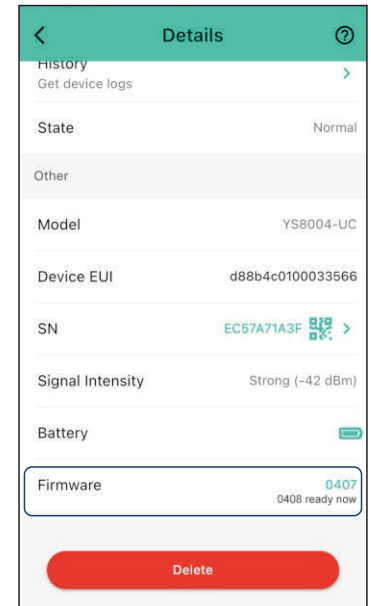 Details
History
Get device logs
State Normal
Other
Model YS8004-UC
Device EUI d88b4c0100033566
SN EC57A71A3F
Signal Intensity Strong (-42 dBm)
Battery
Firmware 0407
0408 ready now
Delete